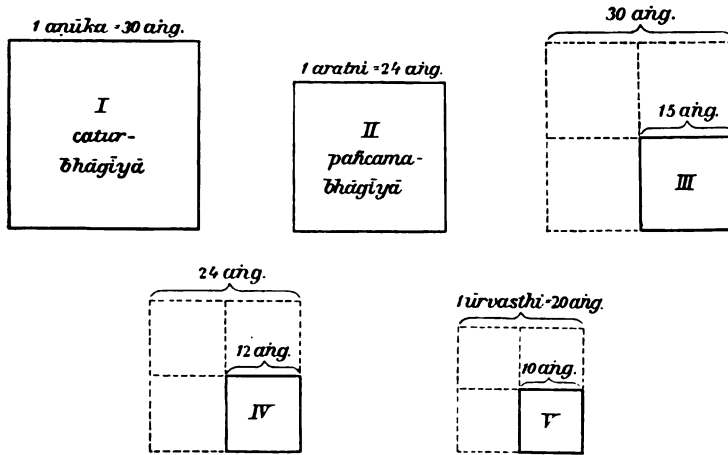 1 aṇūka = 30 aṅg.
I
catur-
bhāgīyā
1 aratni = 24 aṅg.
II
pañcama-
bhāgīyā
30 aṅg.
15 aṅg.
III
24 aṅg.
12 aṅg.
IV
1 ūrvasthi = 20 aṅg.
10 aṅg.
V